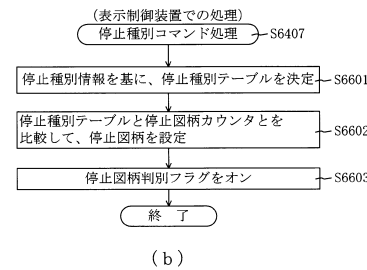 （表示制御装置での処理）
停止種別コマンド処理
S6407
停止種別情報を基に、停止種別テーブルを決定
S6601
停止種別テーブルと停止図柄カウンタとを
比較して、停止図柄を設定
S6602
停止図柄判別フラグをオン
S6603
終　了
（b）